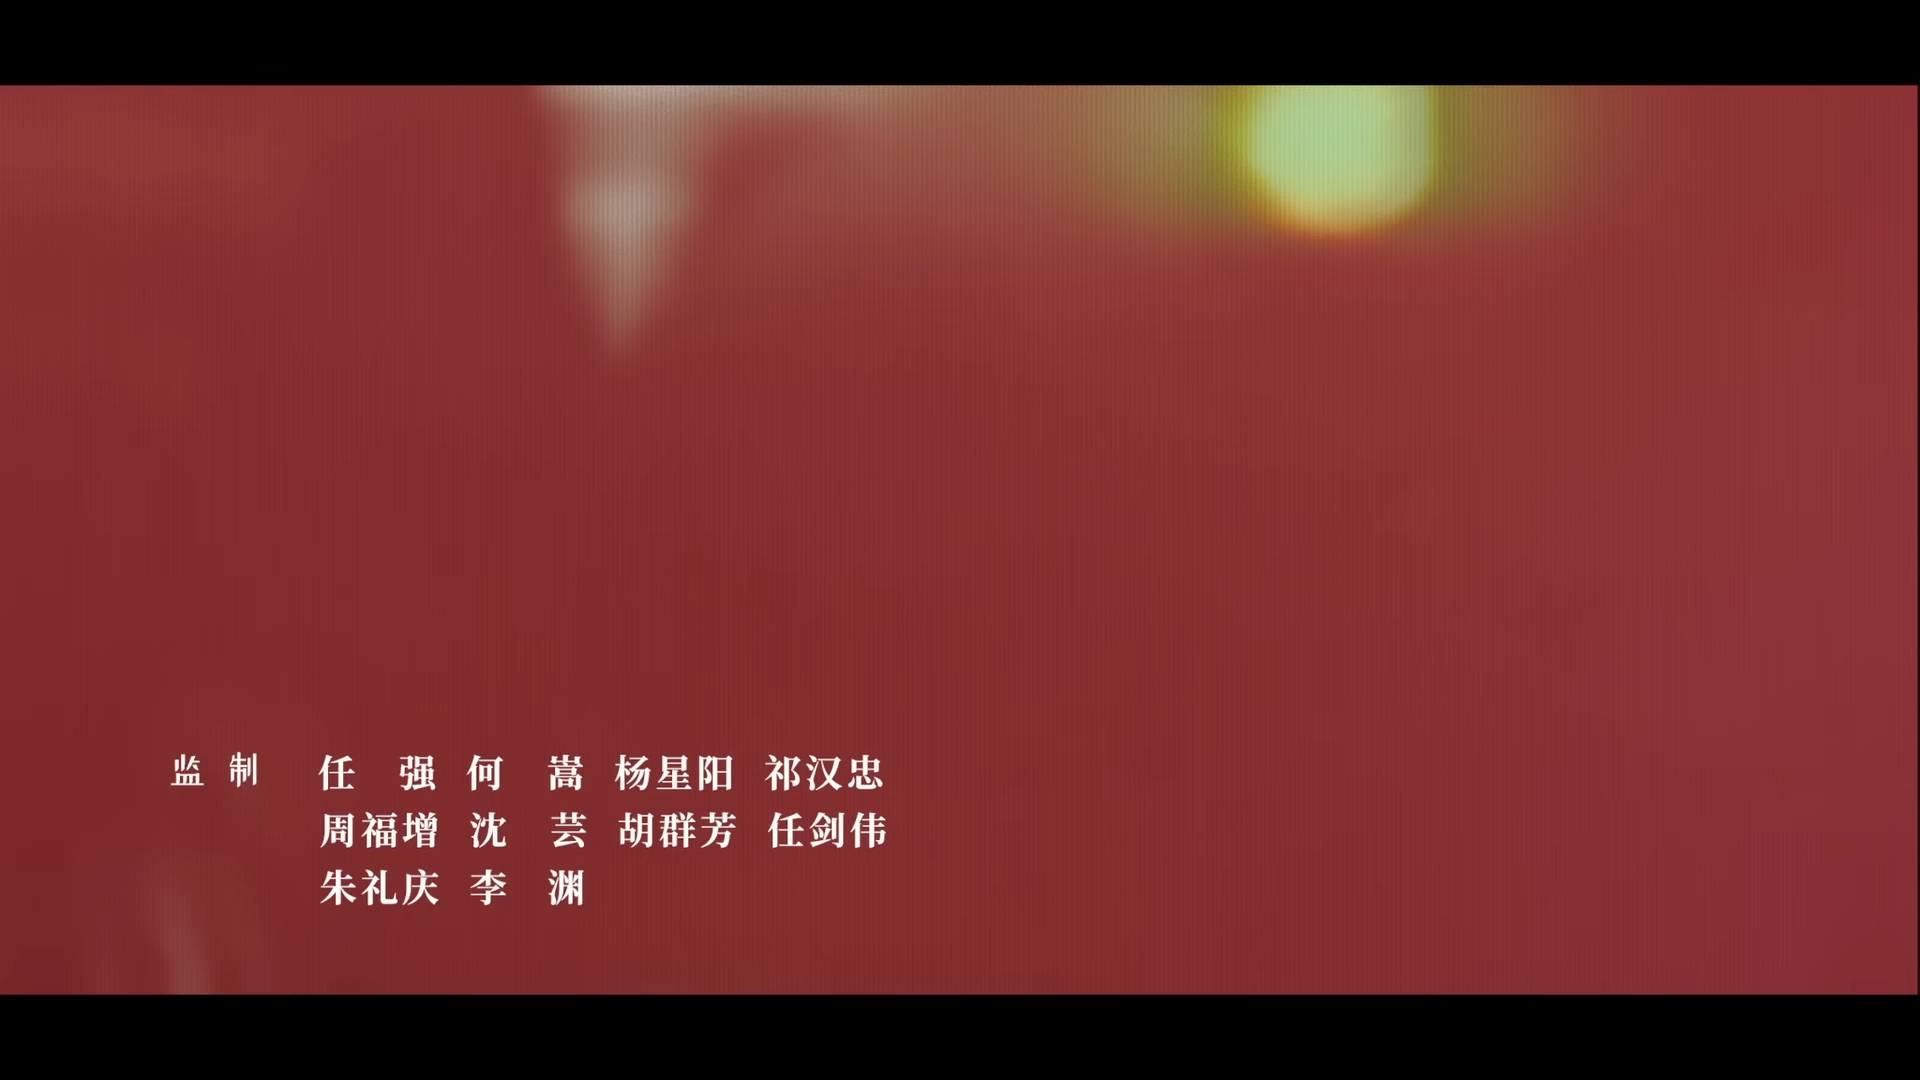 监 制 任 强 何 嵩 杨星阳 祁汉忠
周福增 沈 芸 胡群芳 任剑伟
朱礼庆 李 渊